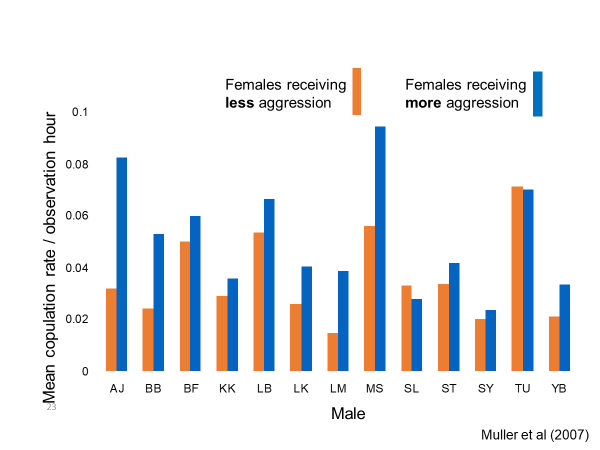 Females receiving
less aggression
Females receiving
more aggression
Mean copulation rate / observation hour
0.1
0.08
0.06
0.04
0.02
0
AJ BB BF KK LB LK LM MS SL ST SY TU YB
Male
23
Muller et al (2007)